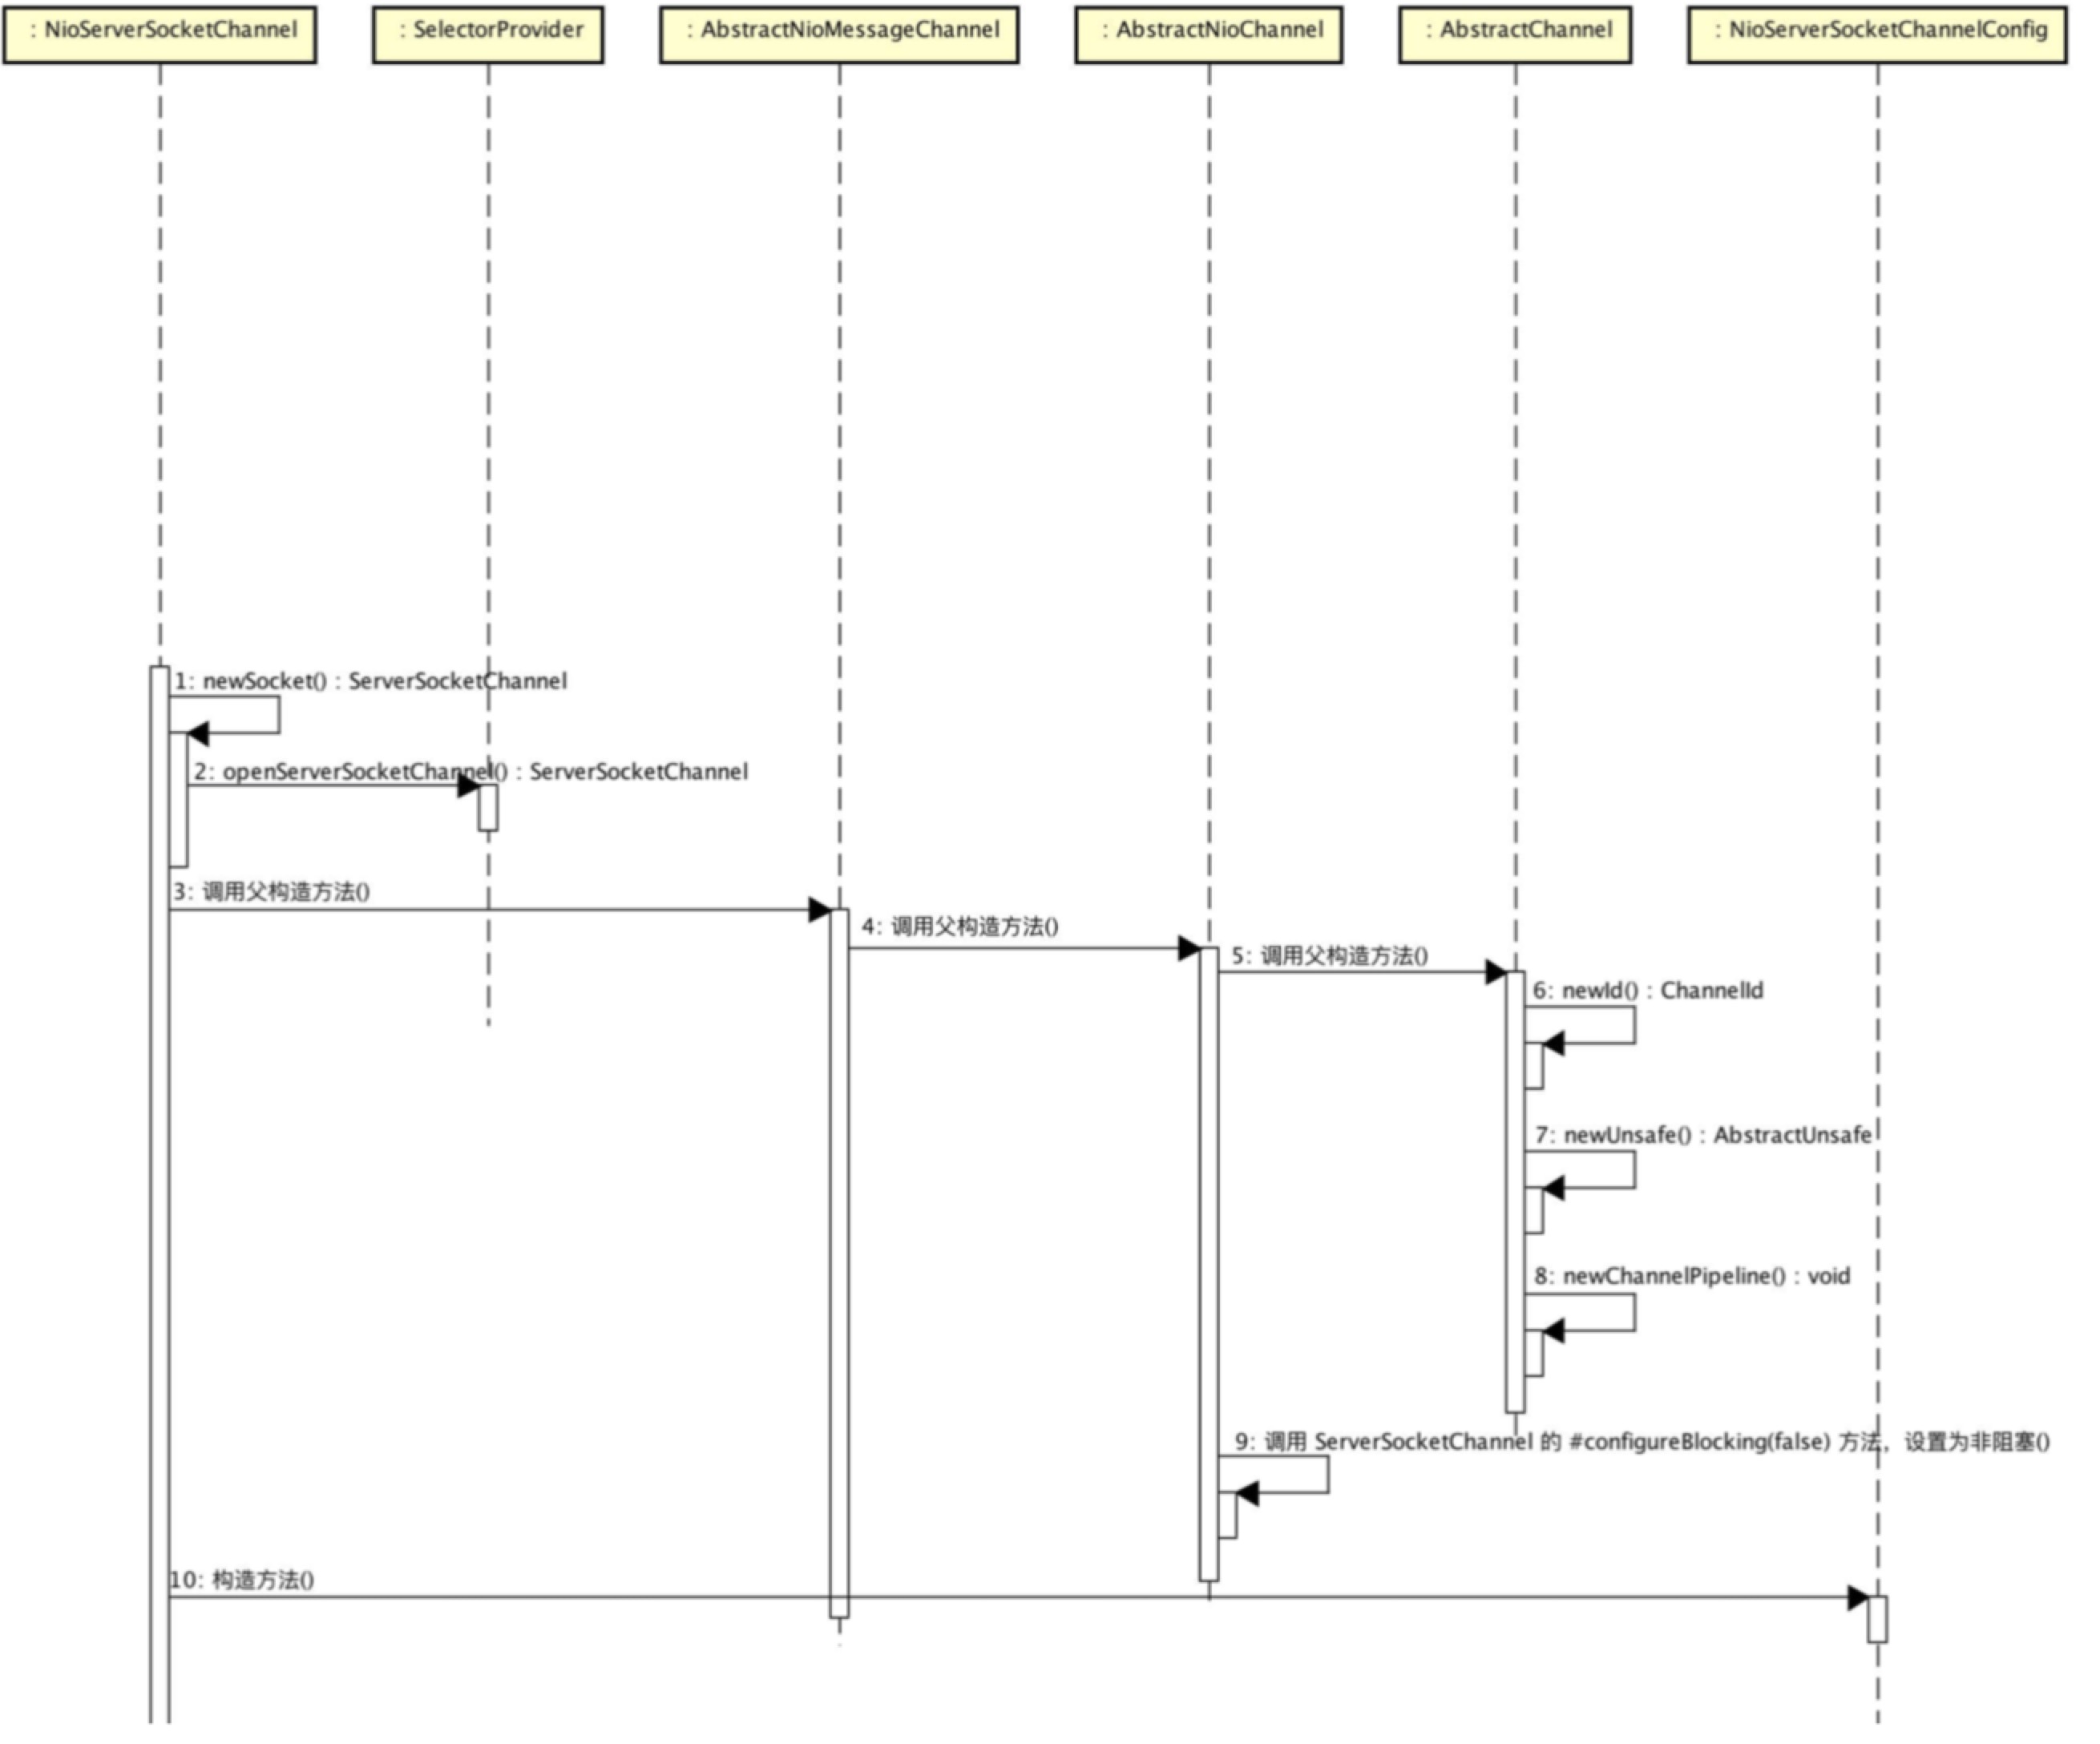 : NioServerSocketChannel
: SelectorProvider
: AbstractNioMessageChannel
: AbstractNioChannel
: AbstractChannel
: NioServerSocketChannelConfig
1: newSocket() : ServerSocketChannel
2: openServerSocketChannel() : ServerSocketChannel
3: 调用父构造方法()
4: 调用父构造方法()
5: 调用父构造方法()
6: newId() : ChannelId
7: newUnsafe() : AbstractUnsafe
8: newChannelPipeline() : void
9: 调用 ServerSocketChannel 的 #configureBlocking(false) 方法，设置为非阻塞()
10: 构造方法()